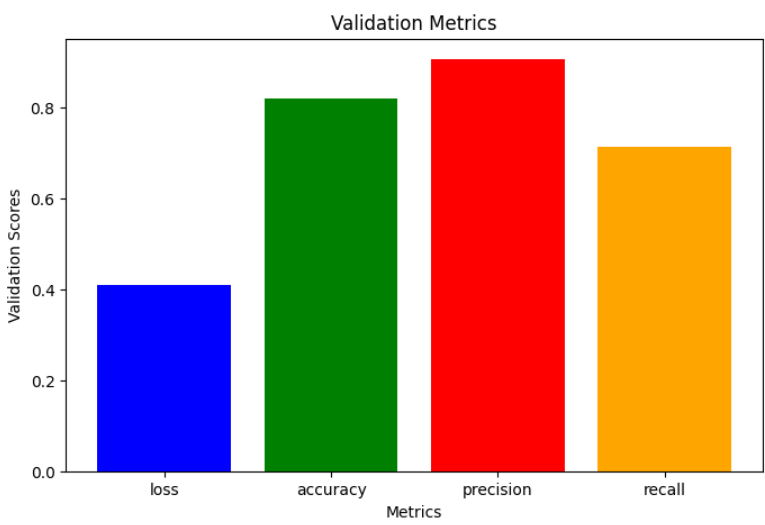 Validation Metrics
Validation Scores
0.8
0.6
0.4
0.2
0.0
loss accuracy precision recall
Metrics